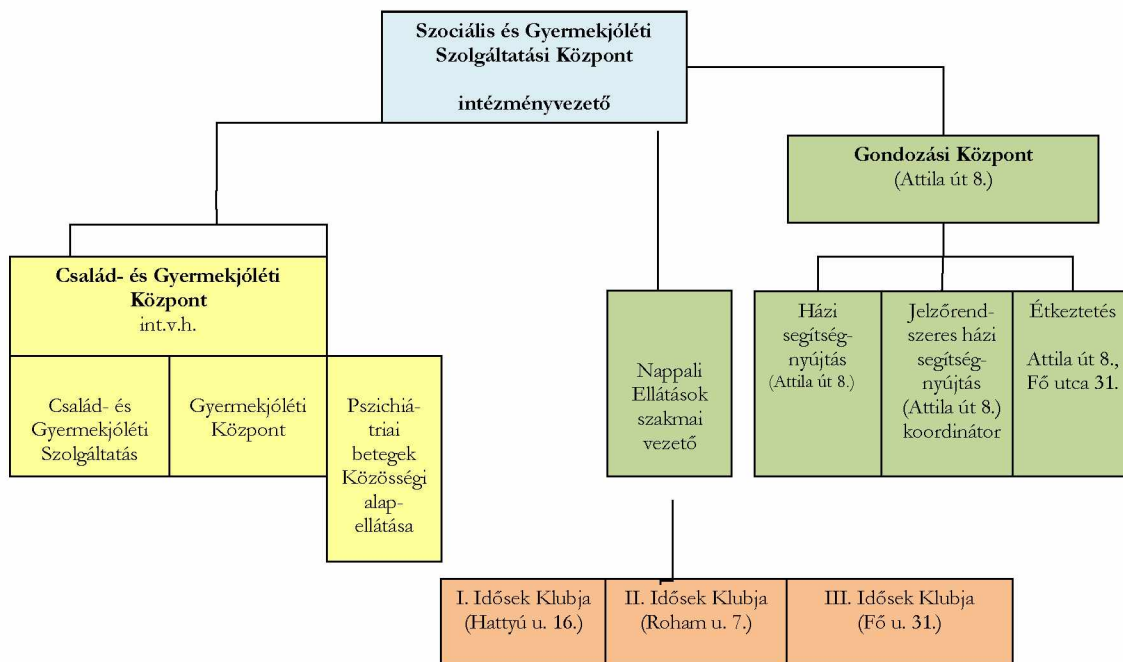 Szociális és Gyermekjóléti
Szolgáltatási Központ
intézményvezető
Gondozási Központ
(Attila út 8.)
Család- és Gyermekjóléti
Központ
int.v.h.
Család- és
Gyermekjóléti
Szolgáltatás
Gyermekjóléti
Központ
Pszichiá-
triai
betegek
Közösségi
alap-
ellátása
Nappali
Ellátások
szakmai
vezető
Házi
segítség-
nyújtás
(Attila út 8.)
Jelzőrend-
szeres házi
segítség-
nyújtás
(Attila út 8.)
koordinátor
Étkeztetés
Attila út 8.,
Fő utca 31.
I. Idősek Klubja
(Hattyú u. 16.)
II. Idősek Klubja
(Roham u. 7.)
III. Idősek Klubja
(Fő u. 31.)